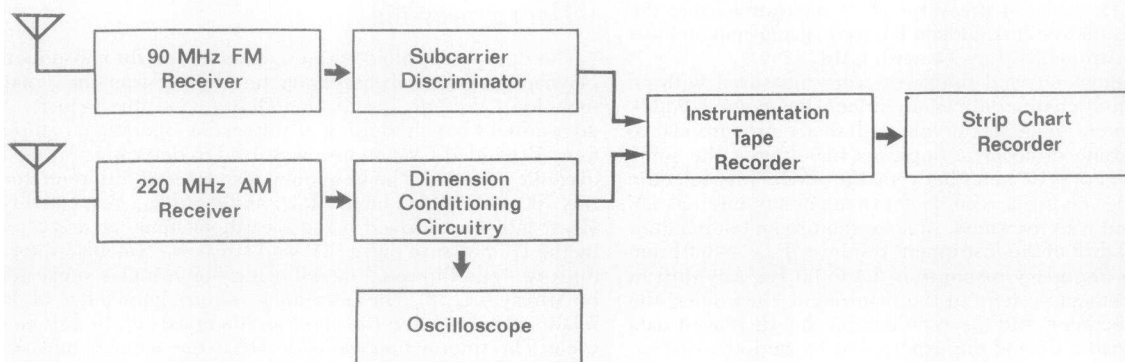 90 MHz FM
Receiver
Subcarrier
Discriminator
Instrumentation
Tape
Recorder
Strip Chart
Recorder
220 MHz AM
Receiver
Dimension
Conditioning
Circuitry
Oscilloscope